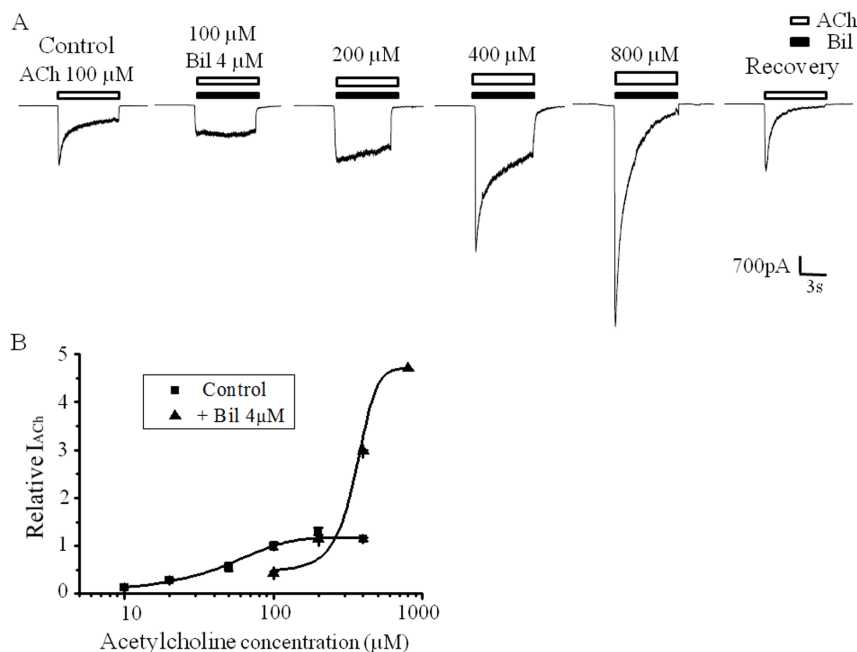 A
ACh
Bil
Control
ACh 100 µM
100 µM
Bil 4 µM
200 µM
400 µM
800 µM
Recovery
700pA
3s
B
5
4
3
2
1
0
Control
+ Bil 4µM
Relative IACh
10
100
1000
Acetylcholine concentration (µM)